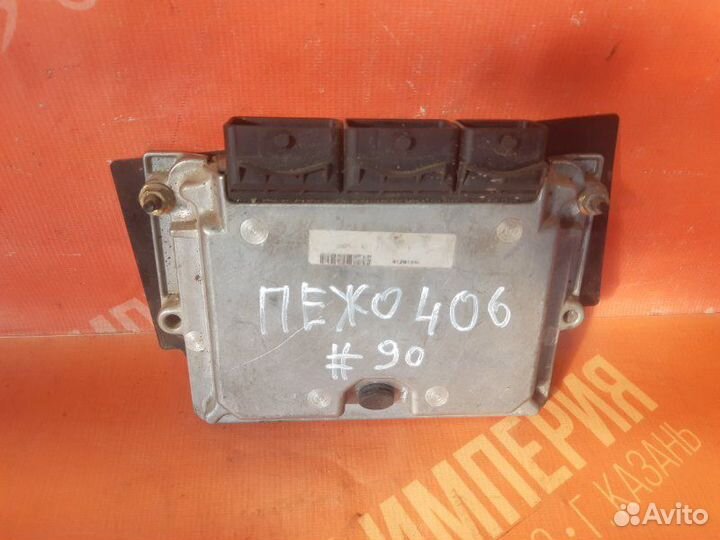 ПЕЖО 406
#90
ИМПЕРИЯ
Г. КАЗАНЬ
Avito